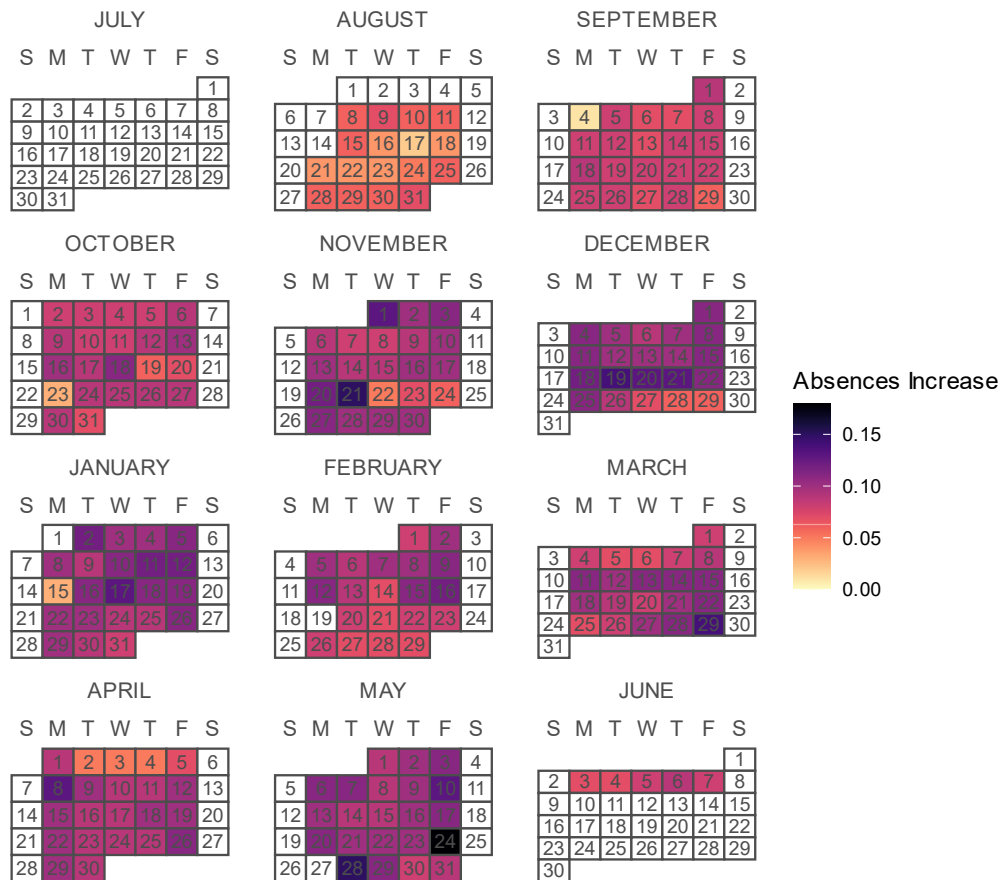 JULY
S M T W T F S
1
2 3 4 5 6 7 8
9 10 11 12 13 14 15
16 17 18 19 20 21 22
23 24 25 26 27 28 29
30 31
AUGUST
S M T W T F S
1 2 3 4 5
6 7 8 9 10 11 12
13 14 15 16 17 18 19
20 21 22 23 24 25 26
27 28 29 30 31
SEPTEMBER
S M T W T F S
1 2
3 4 5 6 7 8 9
10 11 12 13 14 15 16
17 18 19 20 21 22 23
24 25 26 27 28 29 30
OCTOBER
S M T W T F S
1 2 3 4 5 6 7
8 9 10 11 12 13 14
15 16 17 18 19 20 21
22 23 24 25 26 27 28
29 30 31
NOVEMBER
S M T W T F S
1 2 3 4
5 6 7 8 9 10 11
12 13 14 15 16 17 18
19 20 21 22 23 24 25
26 27 28 29 30
DECEMBER
S M T W T F S
1 2
3 4 5 6 7 8 9
10 11 12 13 14 15 16
17 18 19 20 21 22 23
24 25 26 27 28 29 30
31
JANUARY
S M T W T F S
1 2 3 4 5 6
7 8 9 10 11 12 13
14 15 16 17 18 19 20
21 22 23 24 25 26 27
28 29 30 31
FEBRUARY
S M T W T F S
1 2 3
4 5 6 7 8 9 10
11 12 13 14 15 16 17
18 19 20 21 22 23 24
25 26 27 28 29
MARCH
S M T W T F S
1 2
3 4 5 6 7 8 9
10 11 12 13 14 15 16
17 18 19 20 21 22 23
24 25 26 27 28 29 30
31
APRIL
S M T W T F S
1 2 3 4 5 6
7 8 9 10 11 12 13
14 15 16 17 18 19 20
21 22 23 24 25 26 27
28 29 30
MAY
S M T W T F S
1 2 3 4
5 6 7 8 9 10 11
12 13 14 15 16 17 18
19 20 21 22 23 24 25
26 27 28 29 30 31
JUNE
S M T W T F S
1
2 3 4 5 6 7 8
9 10 11 12 13 14 15
16 17 18 19 20 21 22
23 24 25 26 27 28 29
30
Absences Increase
0.15
0.10
0.05
0.00